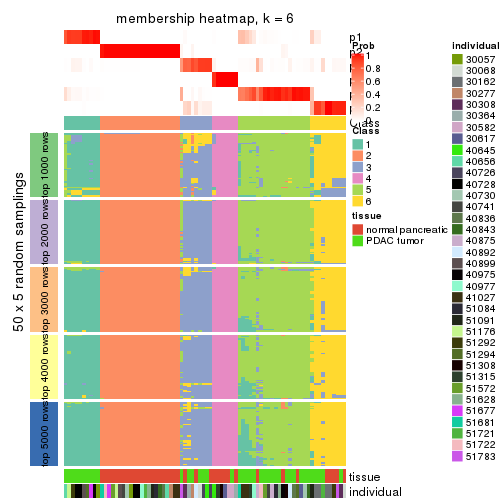 membership heatmap, k = 6
p1
Prob
1
0.8
0.6
0.4
0.2
0
Class
Class
1
2
3
4
5
6
tissue
normal pancreatic
PDAC tumor
individual
30057
30068
30162
30277
30308
30364
30582
30617
40645
40656
40726
40728
40730
40741
40836
40843
40875
40892
40899
40975
40977
41027
51084
51091
51176
51292
51294
51308
51315
51572
51628
51677
51681
51721
51722
51783
50 x 5 random samplings
top 1000 rows
top 2000 rows
top 3000 rows
top 4000 rows
top 5000 rows
tissue
individual